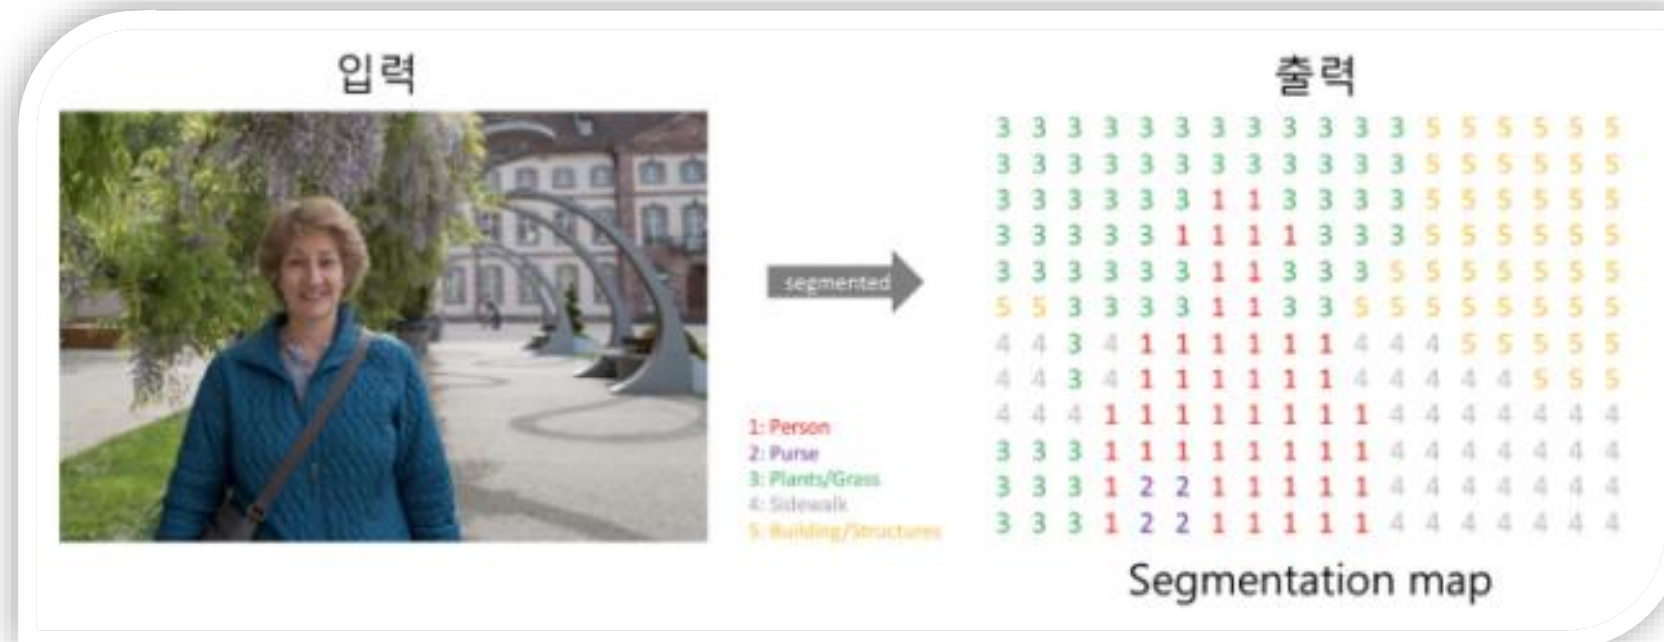 입력
출력
segmented
1: Person
2: Purse
3: Plants/Grass
4: Sidewalk
5: Building/Structures
3 3 3 3 3 3 3 3 3 3 3 3 5 5 5 5 5 5
3 3 3 3 3 3 3 3 3 3 3 3 5 5 5 5 5 5
3 3 3 3 3 3 1 1 3 3 3 3 5 5 5 5 5 5
3 3 3 3 3 1 1 1 1 3 3 3 5 5 5 5 5 5
3 3 3 3 3 3 1 1 3 3 3 5 5 5 5 5 5 5
5 5 3 3 3 3 1 1 3 3 5 5 5 5 5 5 5 5
4 4 3 4 1 1 1 1 1 1 4 4 4 5 5 5 5 5
4 4 3 4 1 1 1 1 1 1 4 4 4 4 4 5 5 5
4 4 4 1 1 1 1 1 1 1 1 4 4 4 4 4 4 4
3 3 3 1 1 1 1 1 1 1 1 4 4 4 4 4 4 4
3 3 3 1 2 2 1 1 1 1 1 4 4 4 4 4 4 4
3 3 3 1 2 2 1 1 1 1 1 4 4 4 4 4 4 4
Segmentation map